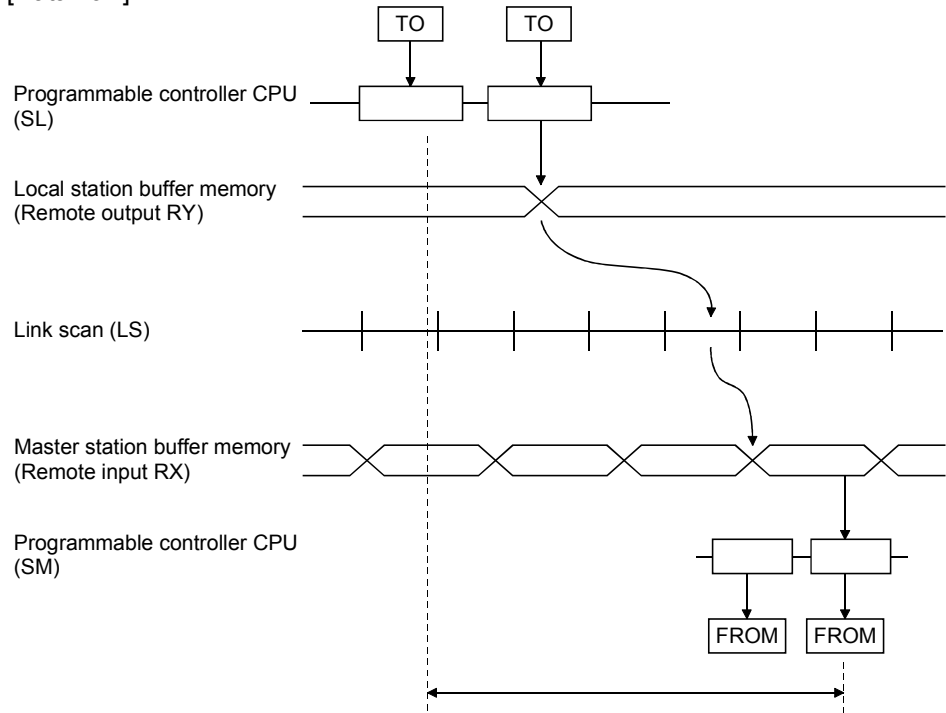 TO TO
Programmable controller CPU
(SL)
Local station buffer memory
(Remote output RY)
Link scan (LS)
Master station buffer memory
(Remote input RX)
Programmable controller CPU
(SM)
FROM FROM